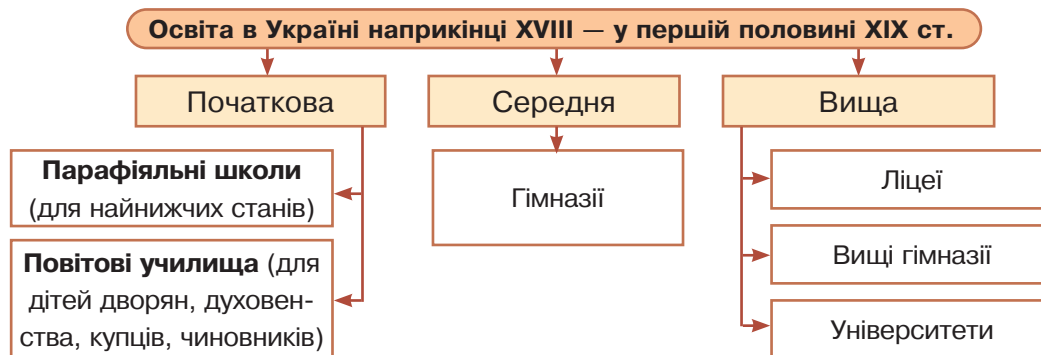 Освіта в Україні наприкінці XVIII — у першій половині XIX ст.
Початкова
Середня
Вища
Парафіяльні школи
(для найнижчих станів)
Повітові училища (для
дітей дворян, духовен-
ства, купців, чиновників)
Гімназії
Ліцеї
Вищі гімназії
Університети